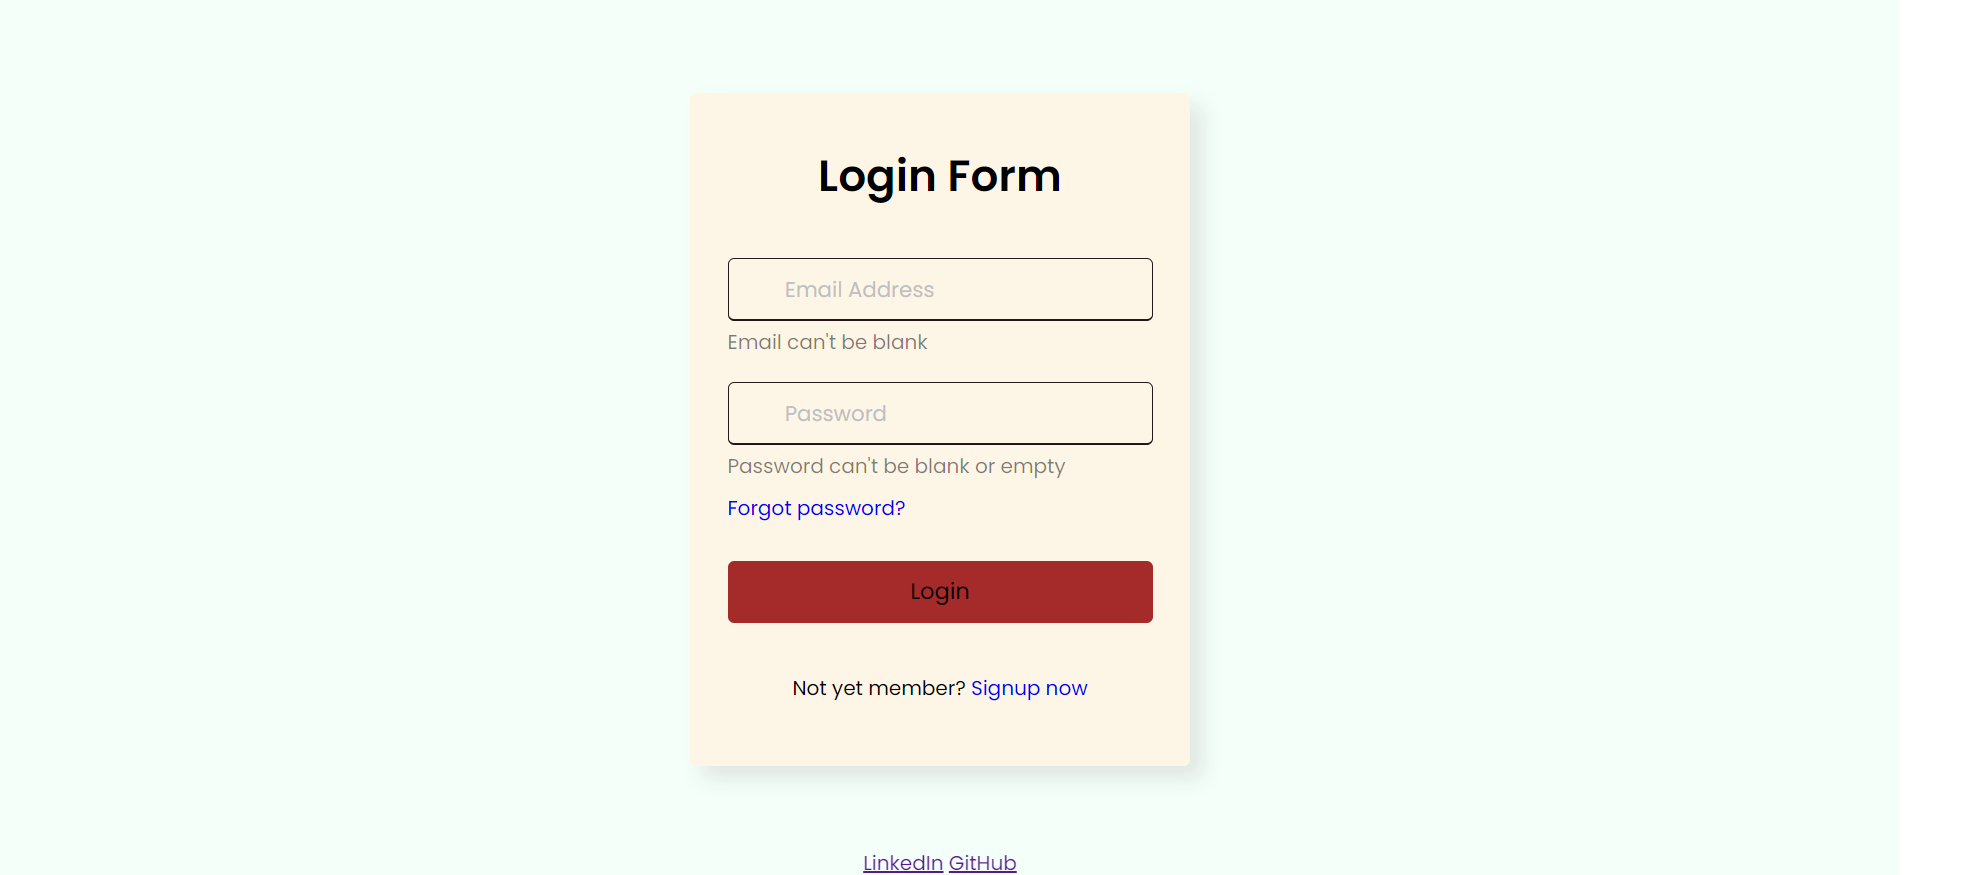 Login Form
Email Address
Email can't be blank
Password
Password can't be blank or empty
Forgot password?
Login
Not yet member? Signup now
LinkedIn GitHub